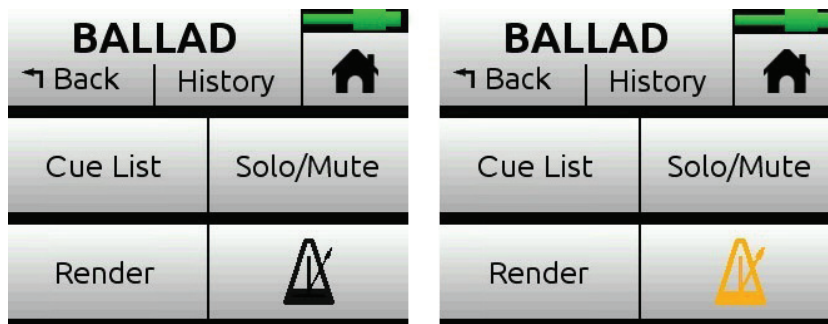 BALLAD
Back History
Cue List Solo/Mute
Render
BALLAD
Back History
Cue List Solo/Mute
Render